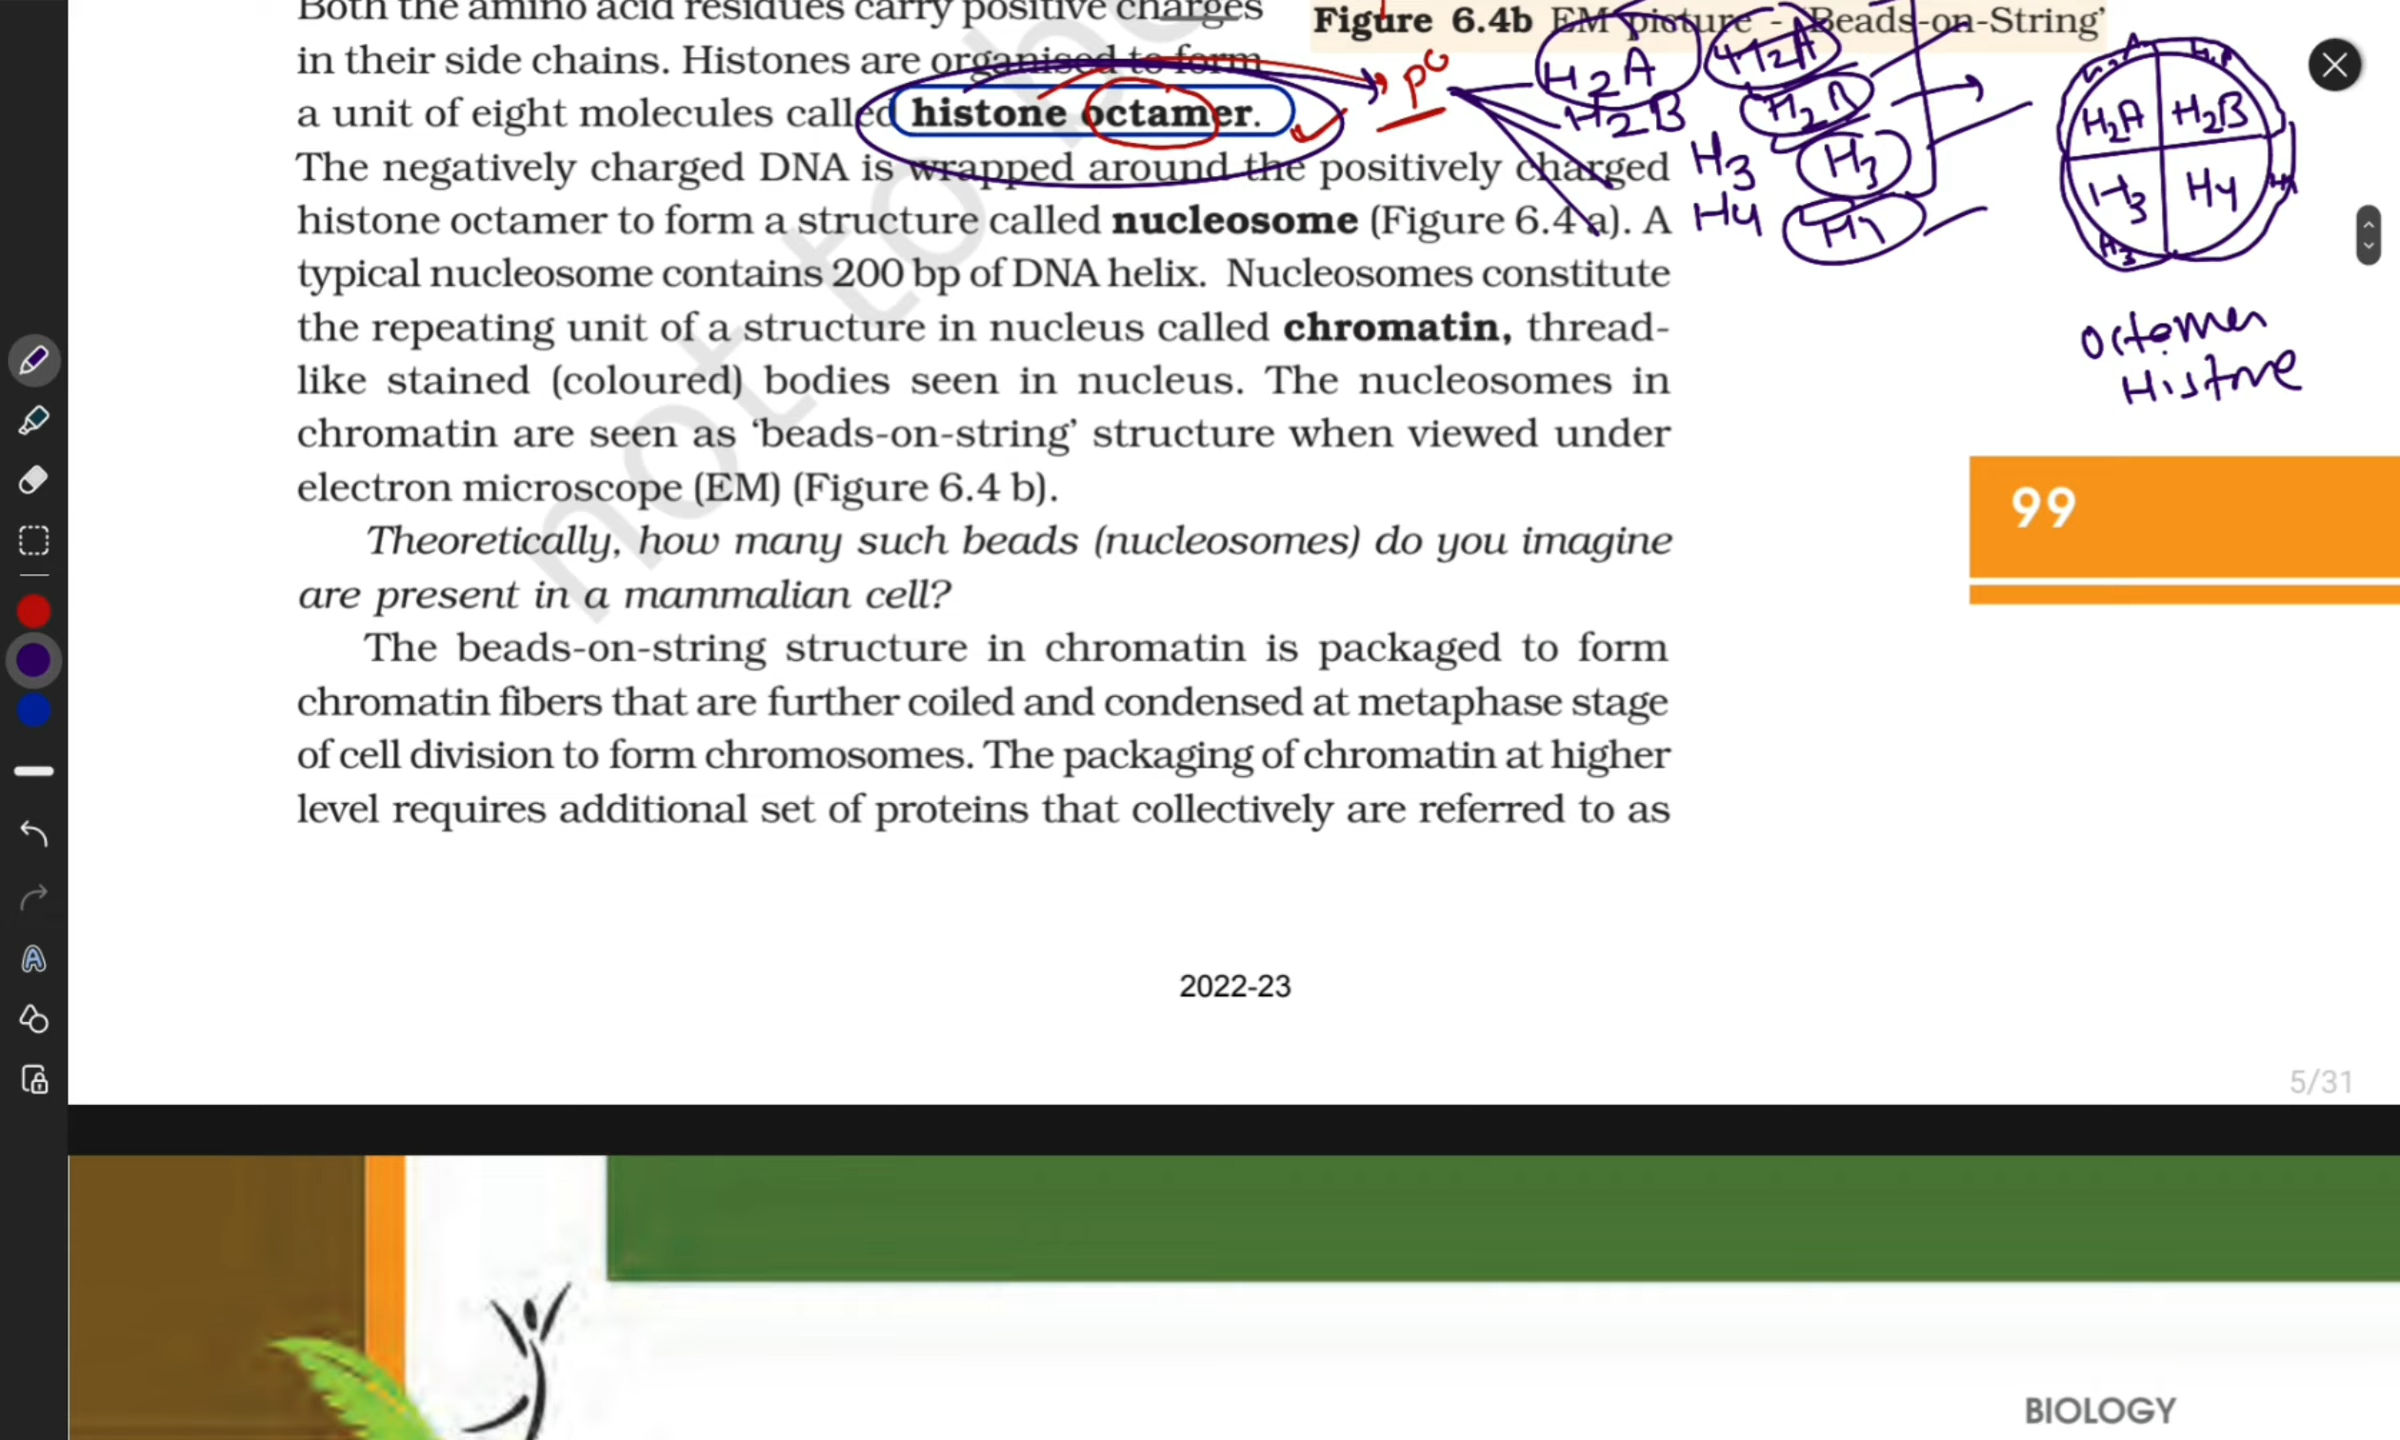 Both the amino acid residues carry positive charges
in their side chains. Histones are organised to form
a unit of eight molecules called histone octamer.
The negatively charged DNA is wrapped around the positively charged
histone octamer to form a structure called nucleosome (Figure 6.4 a). A
typical nucleosome contains 200 bp of DNA helix. Nucleosomes constitute
the repeating unit of a structure in nucleus called chromatin, thread-
like stained (coloured) bodies seen in nucleus. The nucleosomes in
chromatin are seen as ‘beads-on-string’ structure when viewed under
electron microscope (EM) (Figure 6.4 b).
Theoretically, how many such beads (nucleosomes) do you imagine
are present in a mammalian cell?
The beads-on-string structure in chromatin is packaged to form
chromatin fibers that are further coiled and condensed at metaphase stage
of cell division to form chromosomes. The packaging of chromatin at higher
level requires additional set of proteins that collectively are referred to as
Figure 6.4b EM picture - ‘Beads-on-String’
H2A
H2B
H3
H4
H2A
H2B
H3
H2A H2B
H3 H4
Octomer
Histone
99
not to b
2022-23
5/31
BIOLOGY